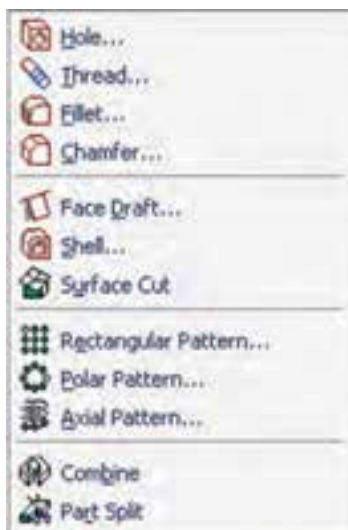 Hole...
Thread...
Fillet...
Chamfer...
Face Draft...
Shell...
Surface Cut
Rectangular Pattern...
Polar Pattern...
Axial Pattern...
Combine
Part Split